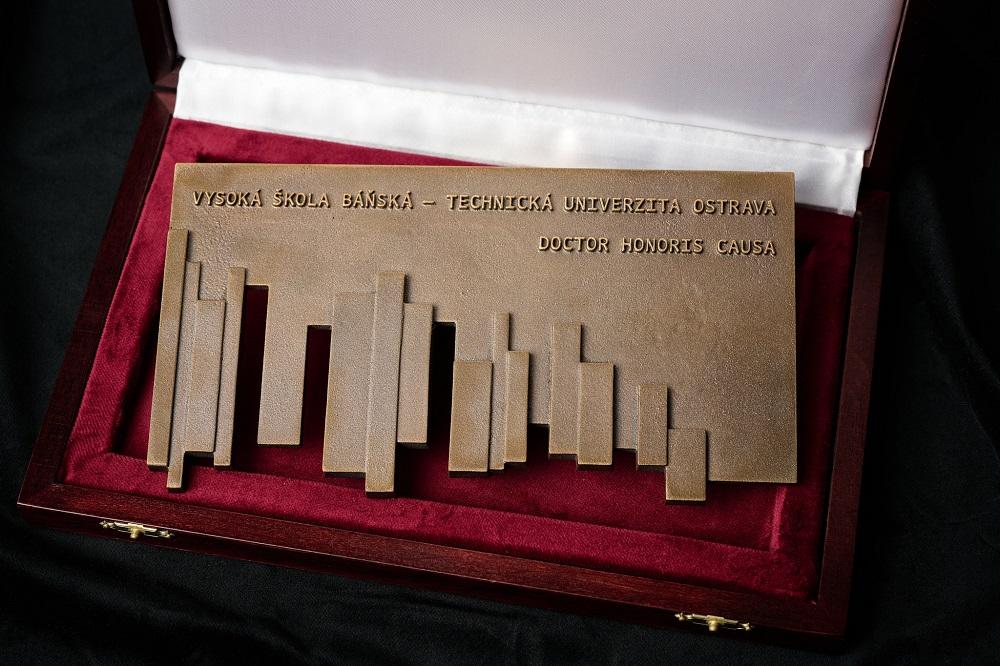 VYSOKÁ ŠKOLA BÁŇSKÁ – TECHNICKÁ UNIVERZITA OSTRAVA
DOCTOR HONORIS CAUSA